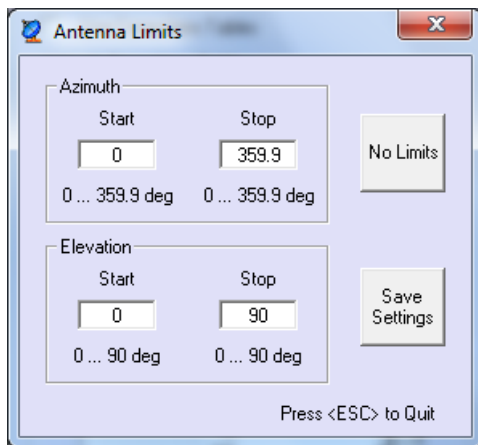 Antenna Limits
Azimuth
Start Stop
0 359.9
0 ... 359.9 deg 0 ... 359.9 deg
No Limits
Elevation
Start Stop
0 90
0 ... 90 deg 0 ... 90 deg
Save
Settings
Press <ESC> to Quit